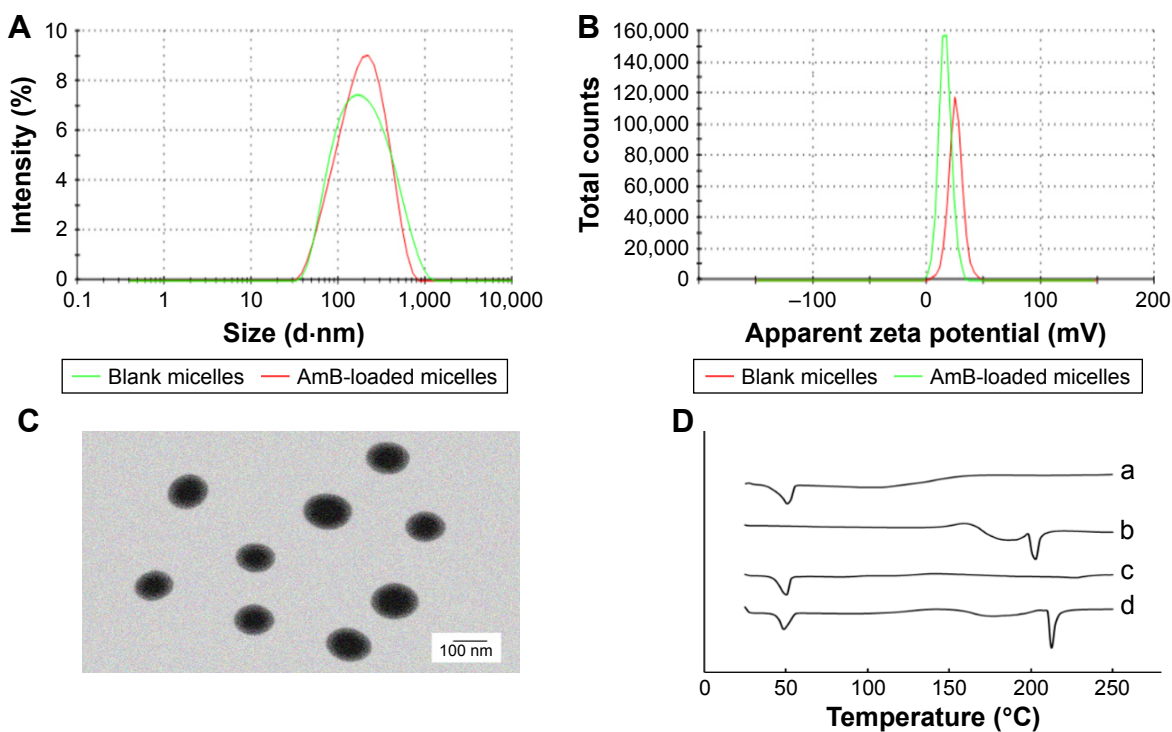 A
Intensity (%)
10
8
6
4
2
0
0.1 1 10 100 1,000 10,000
Size (d·nm)
Blank micelles AmB-loaded micelles
B
Total counts
160,000
140,000
120,000
100,000
80,000
60,000
40,000
20,000
0
–100 0 100 200
Apparent zeta potential (mV)
Blank micelles AmB-loaded micelles
C
100 nm
D
a
b
c
d
0 50 100 150 200 250
Temperature (°C)